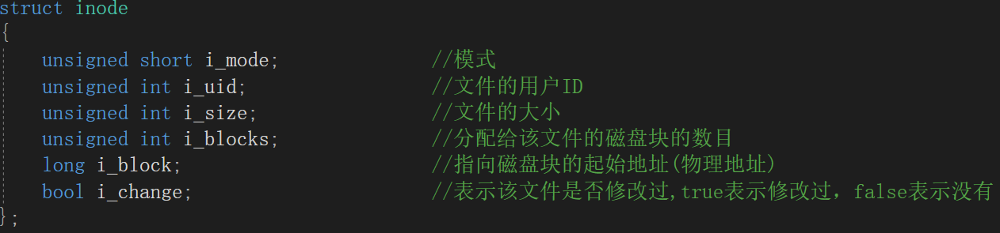 struct inode
{
    unsigned short i_mode;                //模式
    unsigned int i_uid;                   //文件的用户ID
    unsigned int i_size;                  //文件的大小
    unsigned int i_blocks;                //分配给该文件的磁盘块的数目
    long i_block;                         //指向磁盘块的起始地址(物理地址)
    bool i_change;                        //表示该文件是否修改过,true表示修改过，false表示没有
};